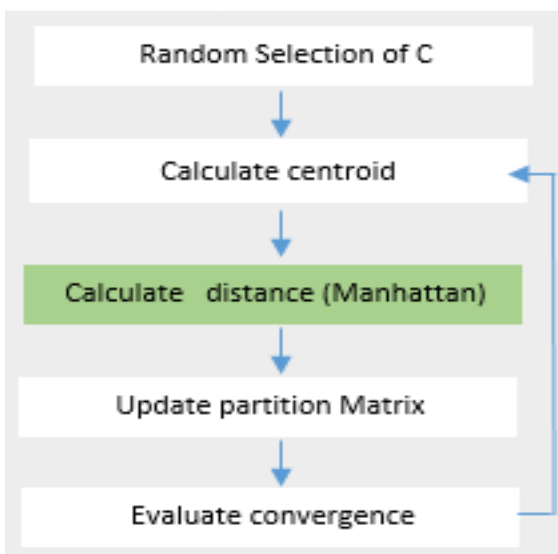 Random Selection of C
Calculate centroid
Calculate distance (Manhattan)
Update partition Matrix
Evaluate convergence